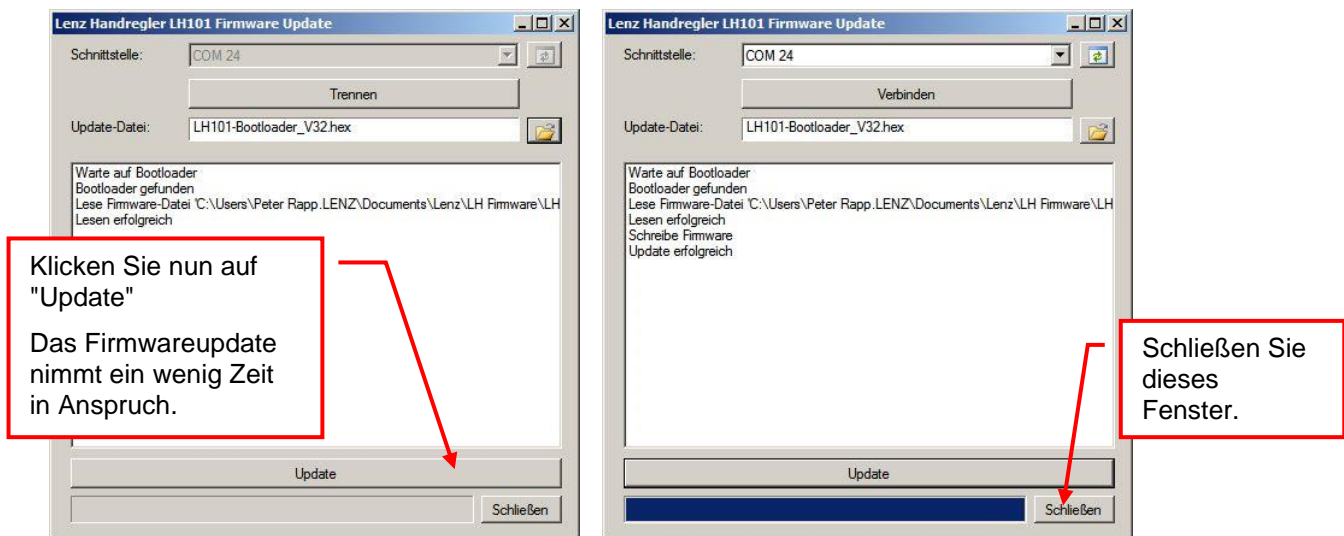 Lenz Handregler LH101 Firmware Update
Schnittstelle:
COM 24
Trennen
Update-Datei:
LH101-Bootloader_V32.hex
Warte auf Bootloader
Bootloader gefunden
Lese Firmware-Datei 'C:\Users\Peter Rapp.LENZ\Documents\Lenz\LH Firmware\LH
Lesen erfolgreich
Klicken Sie nun auf
"Update"
Das Firmwareupdate
nimmt ein wenig Zeit
in Anspruch.
Update
Schließen
Lenz Handregler LH101 Firmware Update
Schnittstelle:
COM 24
Verbinden
Update-Datei:
LH101-Bootloader_V32.hex
Warte auf Bootloader
Bootloader gefunden
Lese Firmware-Datei 'C:\Users\Peter Rapp.LENZ\Documents\Lenz\LH Firmware\LH
Lesen erfolgreich
Schreibe Firmware
Update erfolgreich
Schließen Sie
dieses
Fenster.
Update
Schließen